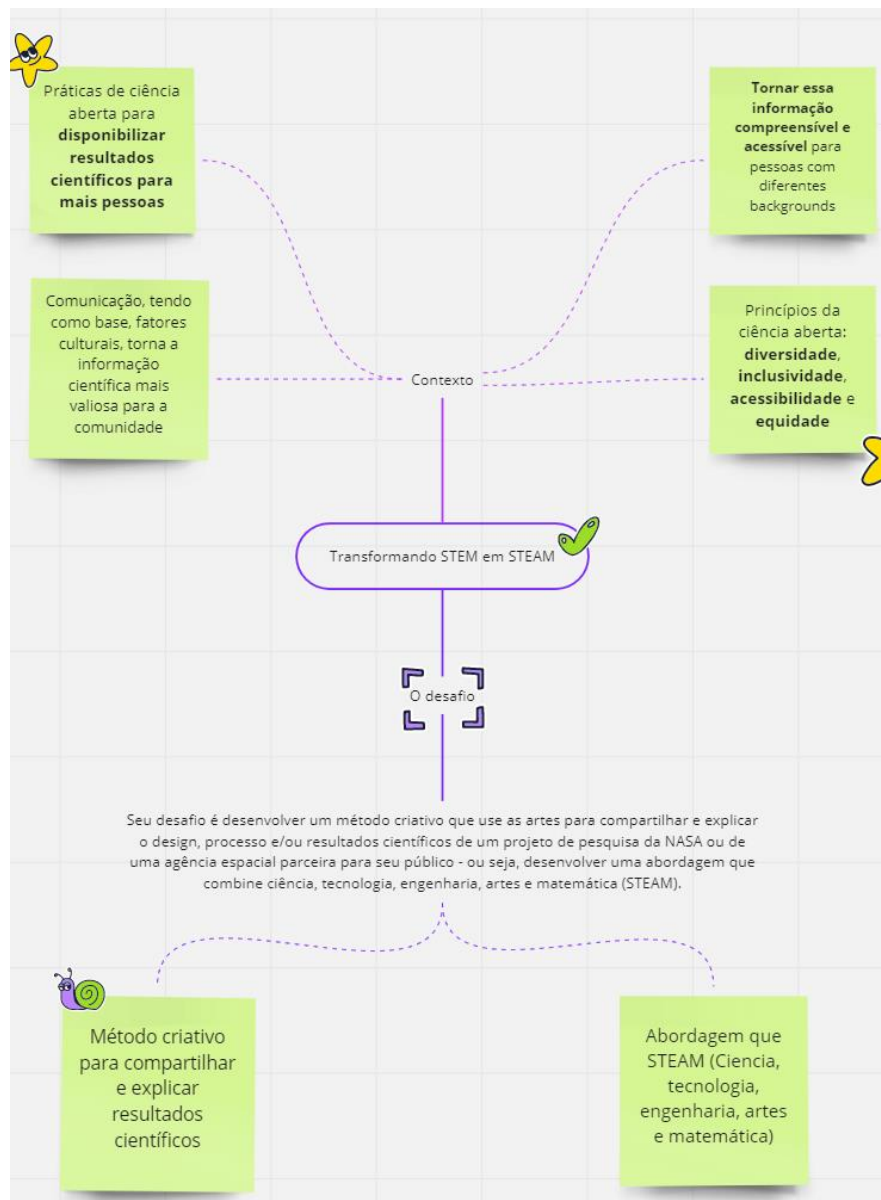 Práticas de ciência
aberta para
disponibilizar
resultados
científicos para
mais pessoas
Tornar essa
informação
compreensível e
acessível para
pessoas com
diferentes
backgrounds
Comunicação, tendo
como base, fatores
culturais, torna a
informação
científica mais
valiosa para a
comunidade
Princípios da
ciência aberta:
diversidade,
inclusividade,
acessibilidade e
equidade
Contexto
Transformando STEM em STEAM
O desafio
Seu desafio é desenvolver um método criativo que use as artes para compartilhar e explicar
o design, processo e/ou resultados científicos de um projeto de pesquisa da NASA ou de
uma agência espacial parceira para seu público - ou seja, desenvolver uma abordagem que
combine ciência, tecnologia, engenharia, artes e matemática (STEAM).
Método criativo
para compartilhar
e explicar
resultados
científicos
Abordagem que
STEAM (Ciencia,
tecnologia,
engenharia, artes
e matemática)